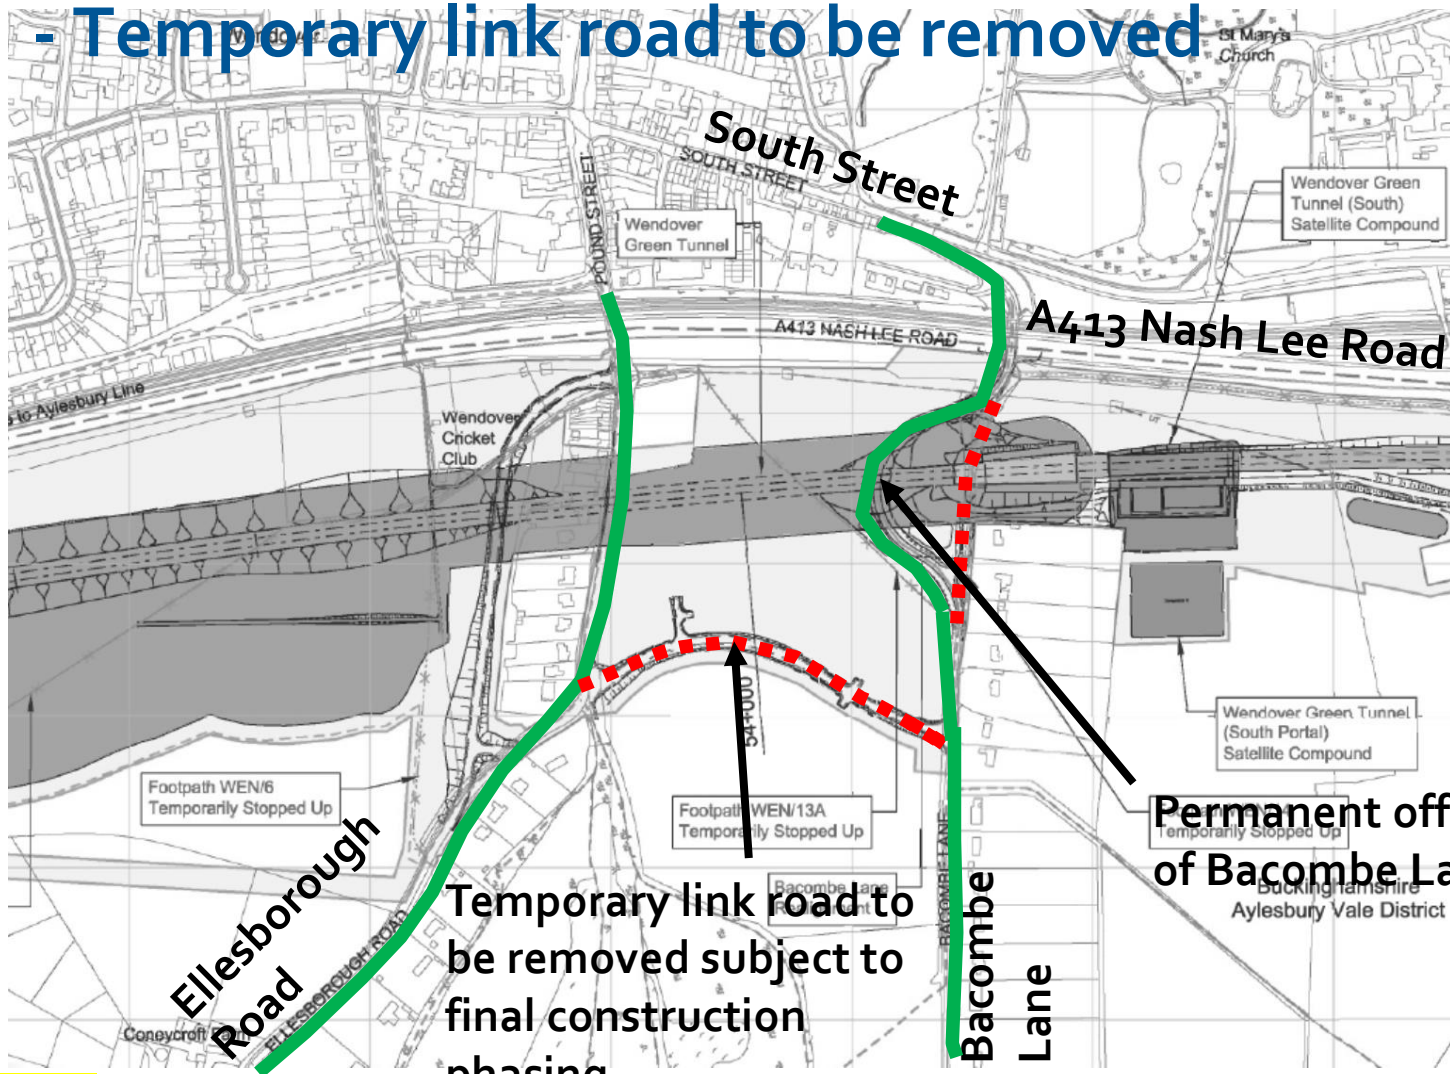 - Temporary link road to be removed
Wendover
St Mary's
Church
South Street
SOUTH STREET
POUND STREET
Wendover
Green Tunnel
Wendover Green
Tunnel (South)
Satellite Compound
A413 NASH LEE ROAD
A413 Nash Lee Road
to Aylesbury Line
Wendover
Cricket
Club
54+000
Wendover Green Tunnel
(South Portal)
Satellite Compound
Footpath WEN/6
Temporarily Stopped Up
Footpath WEN/13A
Temporarily Stopped Up
Permanent off
Temporarily Stopped Up
of Bacombe La
Buckinghamshire
Aylesbury Vale District
Bacombe Lane
Temporary link road to
be removed subject to
final construction
phasing
BACOMBE LANE
Bacombe
Lane
Ellesborough
Road
ELLESBOROUGH ROAD
Coneycroft Farm